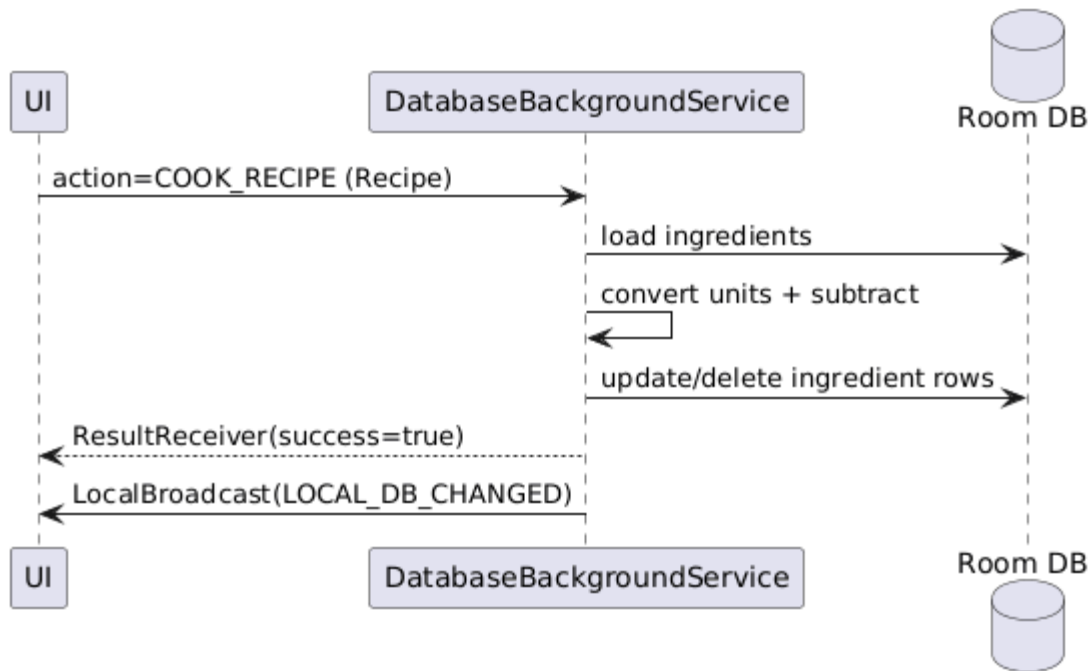 Room DB
UI
DatabaseBackgroundService
action=COOK_RECIPE (Recipe)
load ingredients
convert units + subtract
update/delete ingredient rows
ResultReceiver(success=true)
LocalBroadcast(LOCAL_DB_CHANGED)
UI
DatabaseBackgroundService
Room DB